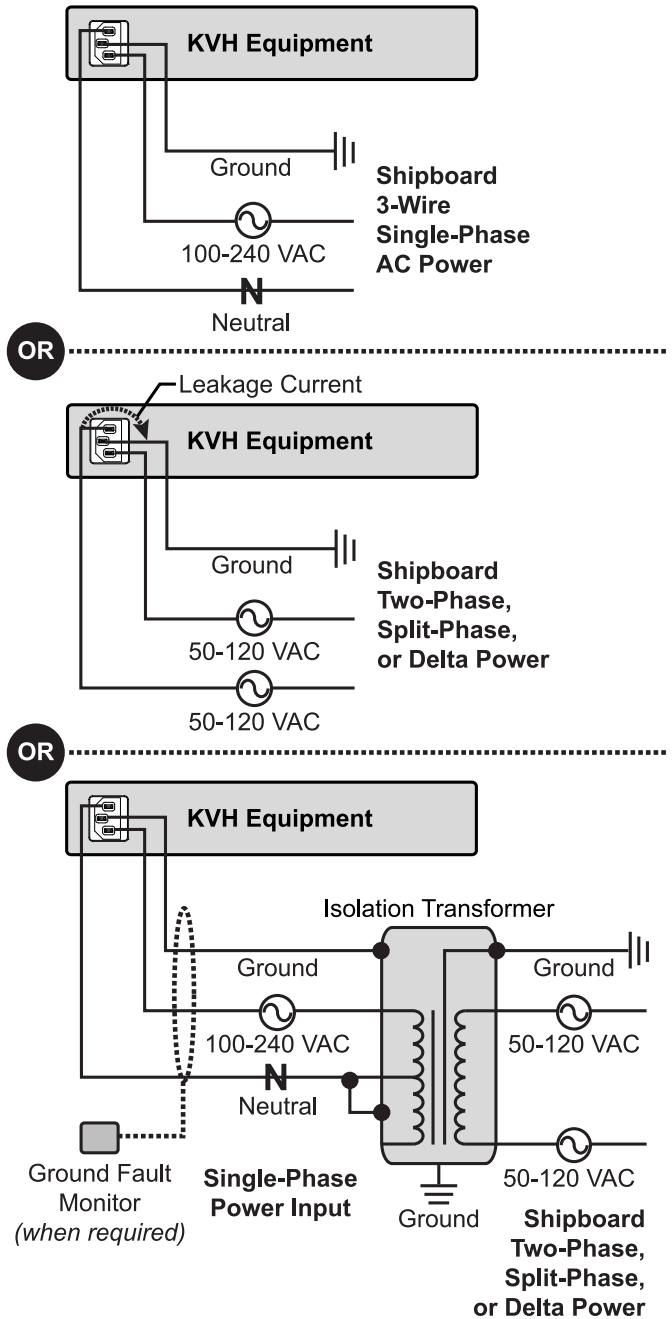 KVH Equipment
Ground
Shipboard
3-Wire
Single-Phase
AC Power
100-240 VAC
N
Neutral
OR
Leakage Current
KVH Equipment
Ground
Shipboard
Two-Phase,
Split-Phase,
or Delta Power
50-120 VAC
50-120 VAC
OR
KVH Equipment
Isolation Transformer
Ground
Ground
100-240 VAC
50-120 VAC
N
Neutral
Ground Fault
Monitor
(when required)
Single-Phase
Power Input
Ground
50-120 VAC
Shipboard
Two-Phase,
Split-Phase,
or Delta Power